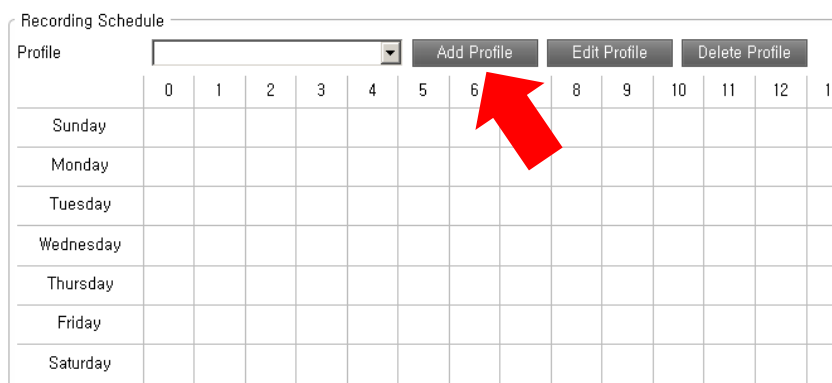 Recording Schedule
Profile Add Profile Edit Profile Delete Profile
0 1 2 3 4 5 6 8 9 10 11 12
Sunday
Monday
Tuesday
Wednesday
Thursday
Friday
Saturday